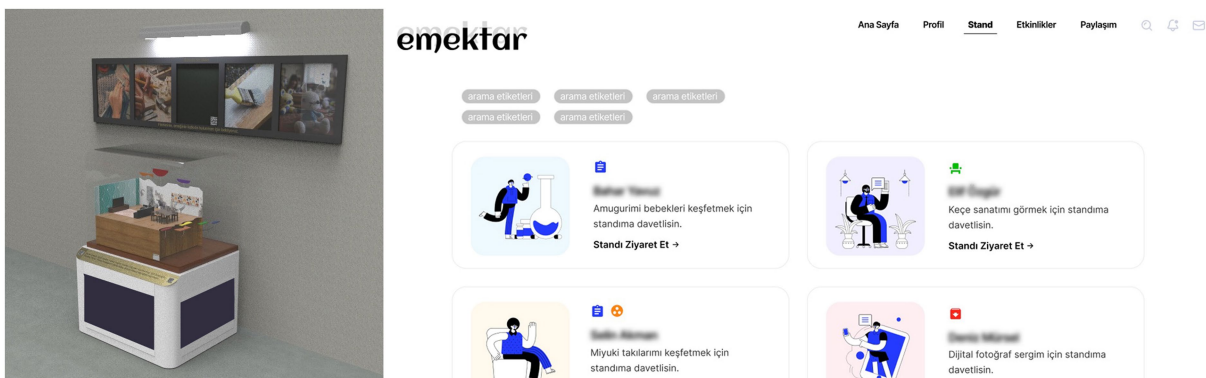 emektar
Ana Sayfa Profil Stand Etkinlikler Paylaşım
arama etiketleri arama etiketleri arama etiketleri
arama etiketleri arama etiketleri
Amugurimi bebekleri keşfetmek için
standıma davetlisin.
Standı Ziyaret Et →
Keçe sanatımı görmek için standıma
davetlisin.
Standı Ziyaret Et →
Miyuki takılarımı keşfetmek için
standıma davetlisin.
Dijital fotoğraf sergim için standıma
davetlisin.